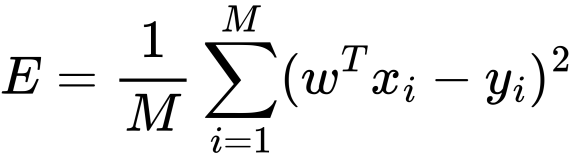 E = \frac{1}{M} \sum_{i=1}^{M} (w^T x_i - y_i)^2